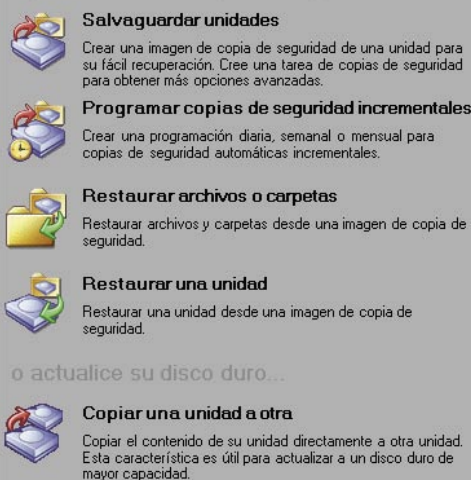 Salvaguardar unidades
Crear una imagen de copia de seguridad de una unidad para
su fácil recuperación. Cree una tarea de copias de seguridad
para obtener más opciones avanzadas.
Programar copias de seguridad incrementales
Crear una programación diaria, semanal o mensual para
copias de seguridad automáticas incrementales.
Restaurar archivos o carpetas
Restaurar archivos y carpetas desde una imagen de copia de
seguridad.
Restaurar una unidad
Restaurar una unidad desde una imagen de copia de
seguridad.
o actualice su disco duro...
Copiar una unidad a otra
Copiar el contenido de su unidad directamente a otra unidad.
Esta característica es útil para actualizar a un disco duro de
mayor capacidad.